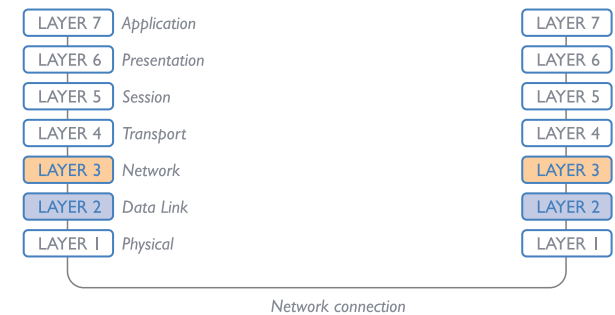 LAYER 7 Application LAYER 7
LAYER 6 Presentation LAYER 6
LAYER 5 Session LAYER 5
LAYER 4 Transport LAYER 4
LAYER 3 Network LAYER 3
LAYER 2 Data Link LAYER 2
LAYER 1 Physical LAYER 1
Network connection